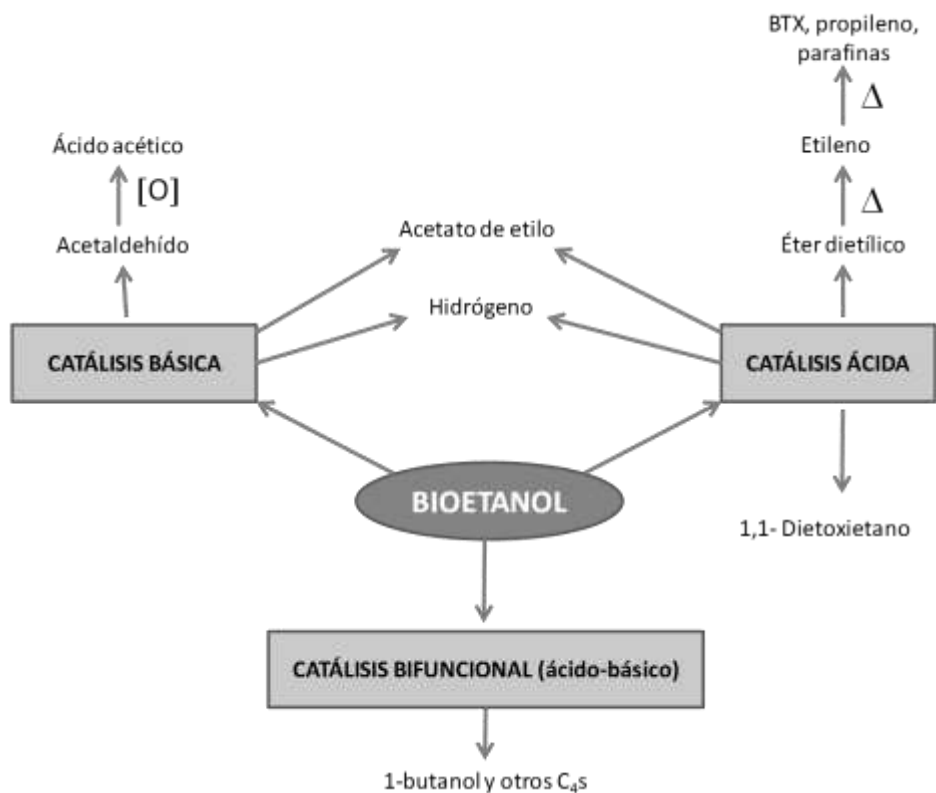 BTX, propileno,
parafinas
Δ
Ácido acético
Etileno
[O]
Δ
Acetato de etilo
Acetaldehído
Éter dietílico
Hidrógeno
CATÁLISIS BÁSICA
CATÁLISIS ÁCIDA
BIOETANOL
1,1- Dietoxietano
CATÁLISIS BIFUNCIONAL (ácido-básico)
1-butanol y otros C₄s